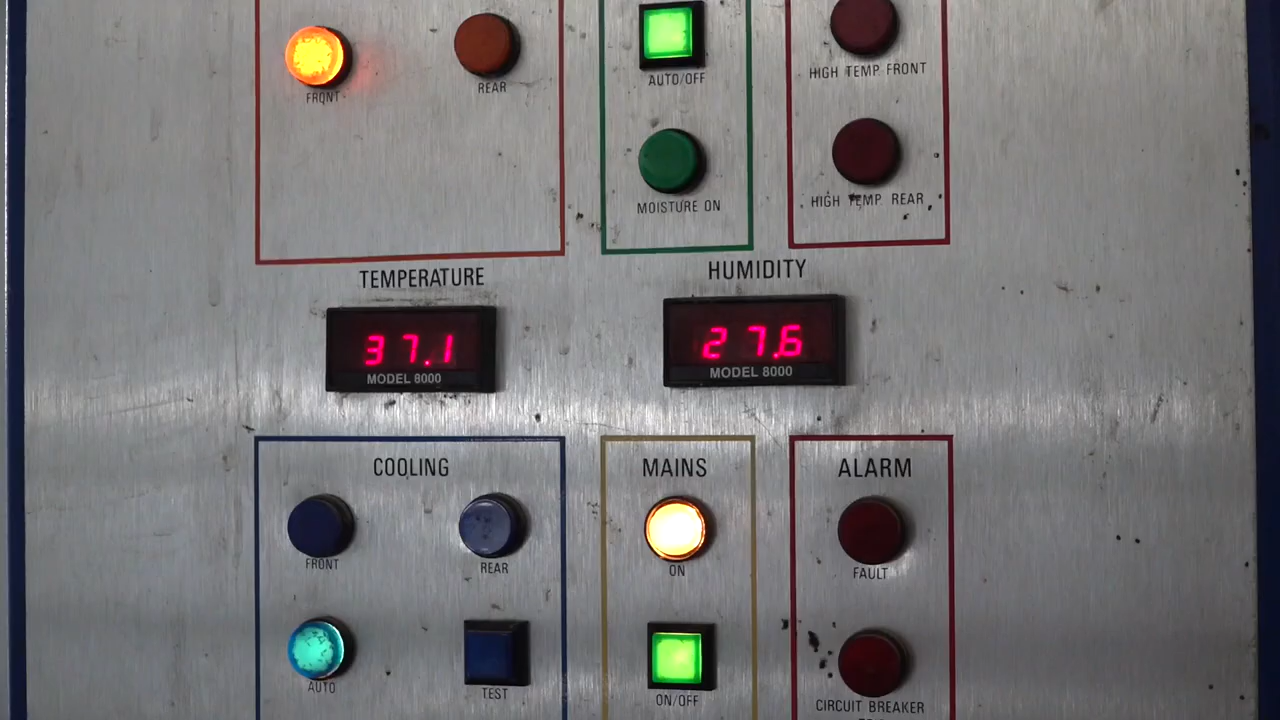 FRONT
REAR
AUTO/OFF
MOISTURE ON
HIGH TEMP FRONT
HIGH TEMP REAR
TEMPERATURE
37.1
MODEL 8000
HUMIDITY
27.6
MODEL 8000
COOLING
FRONT
REAR
AUTO
TEST
MAINS
ON
ON/OFF
ALARM
FAULT
CIRCUIT BREAKER